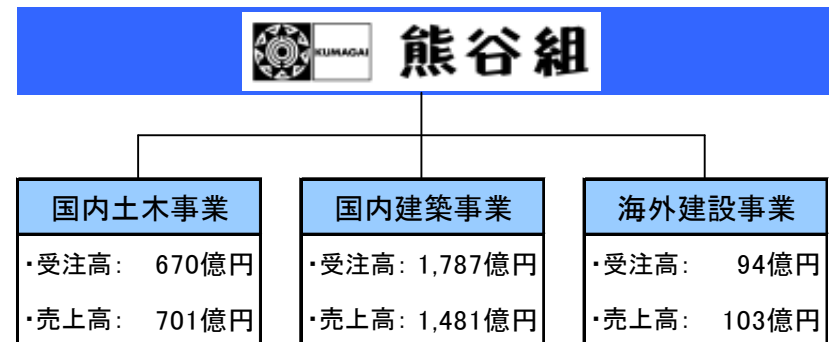 KUMAGAI 熊谷組
国内土木事業
・受注高: 670億円
・売上高: 701億円
国内建築事業
・受注高: 1,787億円
・売上高: 1,481億円
海外建設事業
・受注高: 94億円
・売上高: 103億円